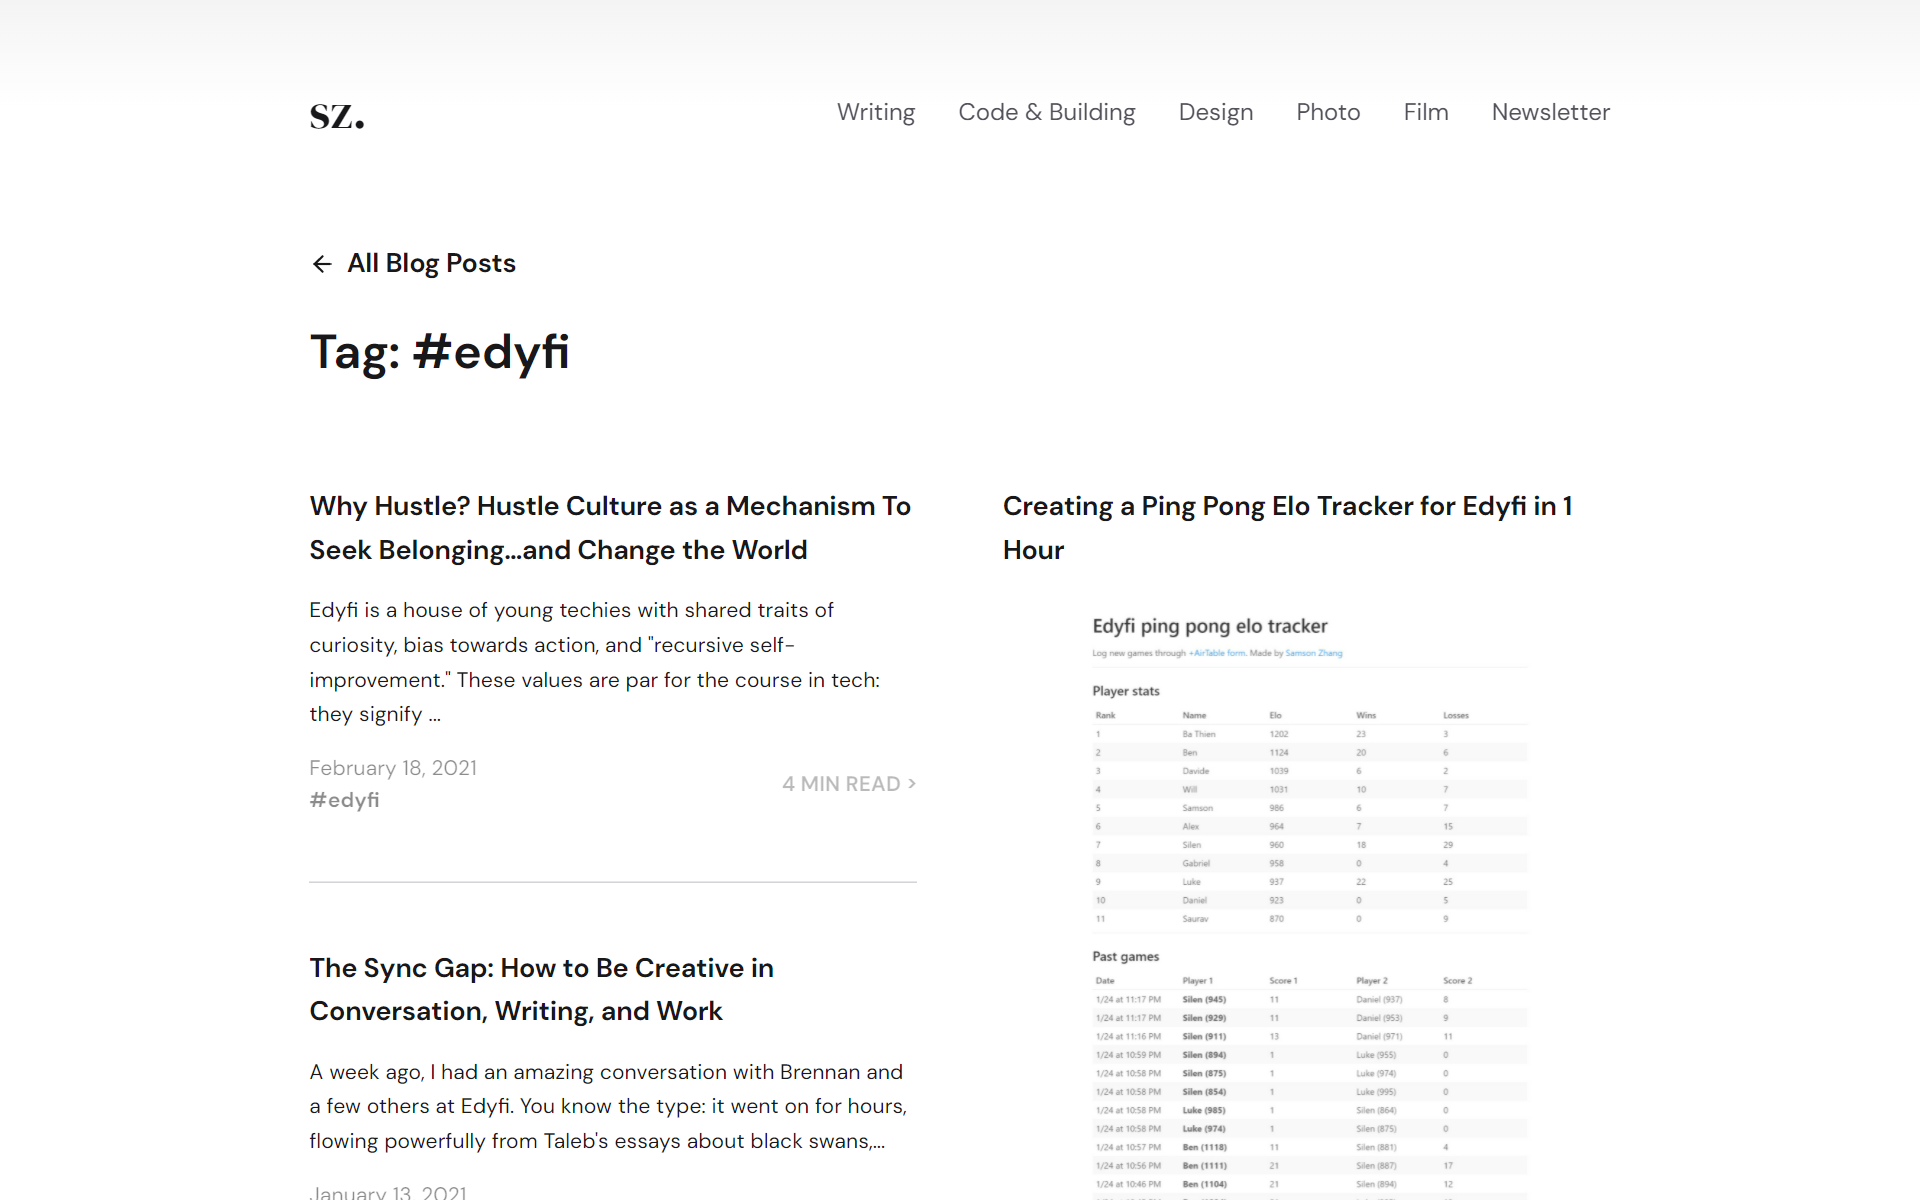 SZ.
Writing Code & Building Design Photo Film Newsletter
← All Blog Posts
Tag: #edyfi
Why Hustle? Hustle Culture as a Mechanism To
Seek Belonging...and Change the World
Edyfi is a house of young techies with shared traits of
curiosity, bias towards action, and "recursive self-
improvement." These values are par for the course in tech:
they signify ...
February 18, 2021
#edyfi
4 MIN READ >
The Sync Gap: How to Be Creative in
Conversation, Writing, and Work
A week ago, I had an amazing conversation with Brennan and
a few others at Edyfi. You know the type: it went on for hours,
flowing powerfully from Taleb's essays about black swans,...
January 13, 2021
Creating a Ping Pong Elo Tracker for Edyfi in 1
Hour
Edyfi ping pong elo tracker
Log new games through +AirTable form. Made by Samson Zhang
Player stats
Rank Name Elo Wins Losses
1 Ba Thien 1202 23 3
2 Ben 1124 20 6
3 Davide 1039 6 2
4 Will 1031 10 7
5 Samson 986 6 7
6 Alex 964 7 15
7 Silen 960 18 29
8 Gabriel 958 0 4
9 Luke 937 22 25
10 Daniel 923 0 5
11 Saurav 870 0 9
Past games
Date Player 1 Score 1 Player 2 Score 2
1/24 at 11:17 PM Silen (945) 11 Daniel (937) 8
1/24 at 11:17 PM Silen (929) 11 Daniel (953) 9
1/24 at 11:16 PM Silen (911) 13 Daniel (971) 11
1/24 at 10:59 PM Silen (894) 1 Luke (955) 0
1/24 at 10:58 PM Silen (875) 1 Luke (974) 0
1/24 at 10:58 PM Silen (854) 1 Luke (995) 0
1/24 at 10:58 PM Luke (985) 1 Silen (864) 0
1/24 at 10:58 PM Luke (974) 1 Silen (875) 0
1/24 at 10:57 PM Ben (1118) 11 Silen (881) 4
1/24 at 10:56 PM Ben (1111) 21 Silen (887) 17
1/24 at 10:46 PM Ben (1104) 21 Silen (894) 12